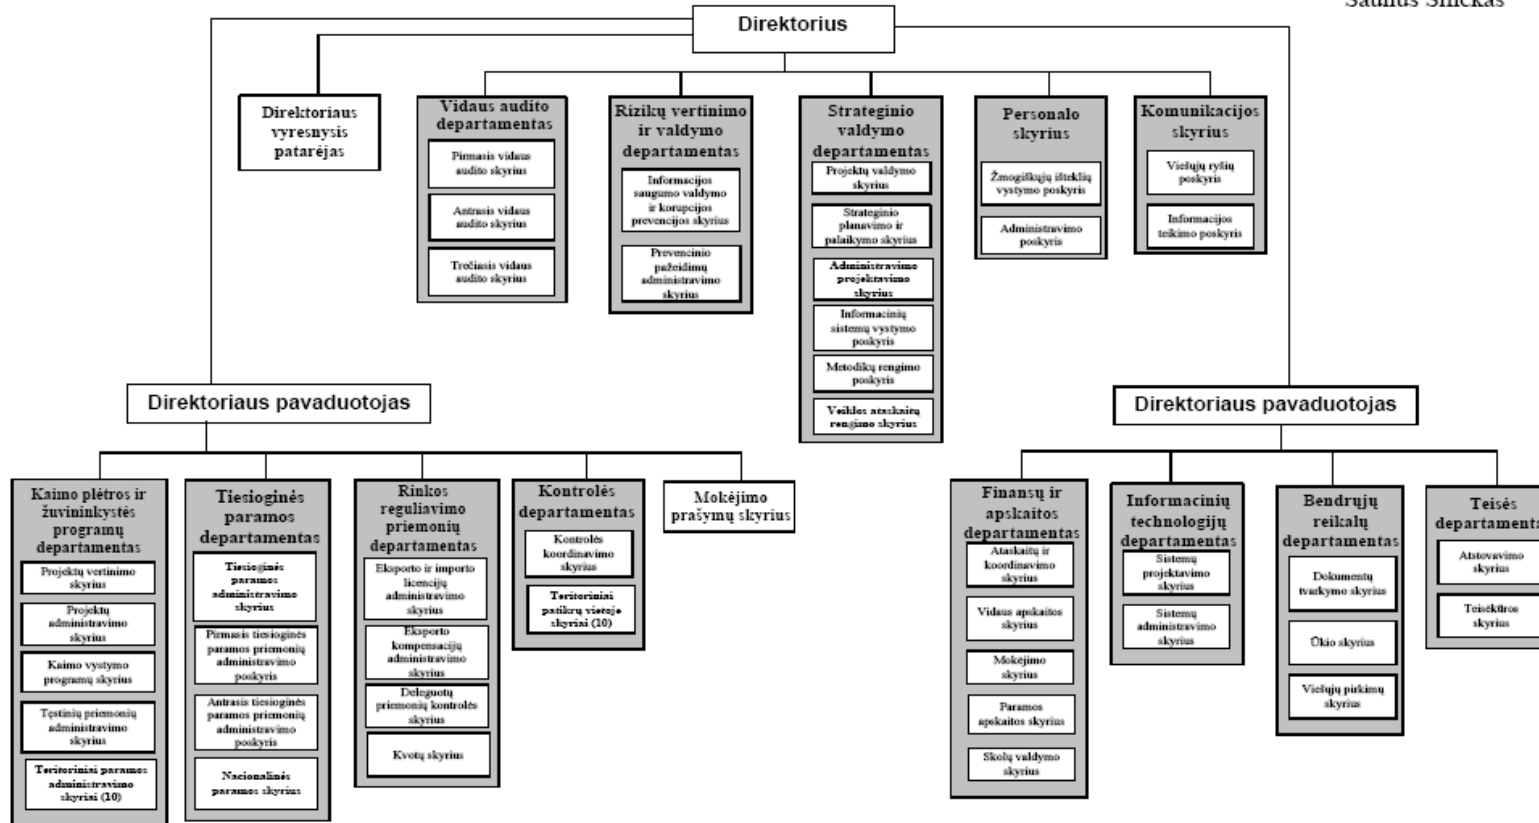 Direktorius
Direktoriaus
vyresnysis
patarėjas
Vidaus audito
departamentas
Pirmasis vidaus
audito skyrius
Antrasis vidaus
audito skyrius
Trečiasis vidaus
audito skyrius
Rizikų vertinimo
ir valdymo
departamentas
Informacijos
saugumo valdymo
ir korupcijos
prevencijos skyrius
Prevencinio
pažeidimų
administravimo
skyrius
Strateginio
valdymo
departamentas
Projektų valdymo
skyrius
Strateginio
planavimo ir
palaikymo skyrius
Administravimo
projektavimo
skyrius
Informacinių
sistemų vystymo
poskyris
Metodikų rengimo
poskyris
Veiklos ataskaitų
rengimo skyrius
Personalo
skyrius
Žmogiškųjų išteklių
vystymo poskyris
Administravimo
poskyris
Komunikacijos
skyrius
Viešųjų ryšių
poskyris
Informacijos
teikimo poskyris
Direktoriaus pavaduotojas
Kaimo plėtros ir
žuvininkystės
programų
departamentas
Projektų vertinimo
skyrius
Projektų
administravimo
skyrius
Kaimo vystymo
programų skyrius
Tęstinių priemonių
administravimo
skyrius
Teritoriniai paramos
administravimo
skyriai (10)
Tiesioginės
paramos
departamentas
Tiesioginės
paramos
administravimo
skyrius
Pirmasis tiesioginės
paramos priemonių
administravimo
poskyris
Antrasis tiesioginės
paramos priemonių
administravimo
poskyris
Nacionalinės
paramos skyrius
Rinkos
reguliavimo
priemonių
departamentas
Eksporto ir importo
licencijų
administravimo
skyrius
Eksporto
kompensacijų
administravimo
skyrius
Deleguotų
priemonių kontrolės
skyrius
Kvotų skyrius
Kontrolės
departamentas
Kontrolės
koordinavimo
skyrius
Teritoriniai
patikrų vietoje
skyriai (10)
Mokėjimo
prašymų skyrius
Direktoriaus pavaduotojas
Finansų ir
apskaitos
departamentas
Ataskaitų ir
koordinavimo
skyrius
Vidaus apskaitos
skyrius
Mokėjimo
skyrius
Paramos
apskaitos skyrius
Skolų valdymo
skyrius
Informacinių
technologijų
departamentas
Sistemų
projektavimo
skyrius
Sistemų
administravimo
skyrius
Bendrųjų
reikalų
departamentas
Dokumentų
tvarkymo skyrius
Ūkio skyrius
Viešųjų pirkimų
skyrius
Teisės
Atstovavimo
skyrius
Teisėkūros
skyrius